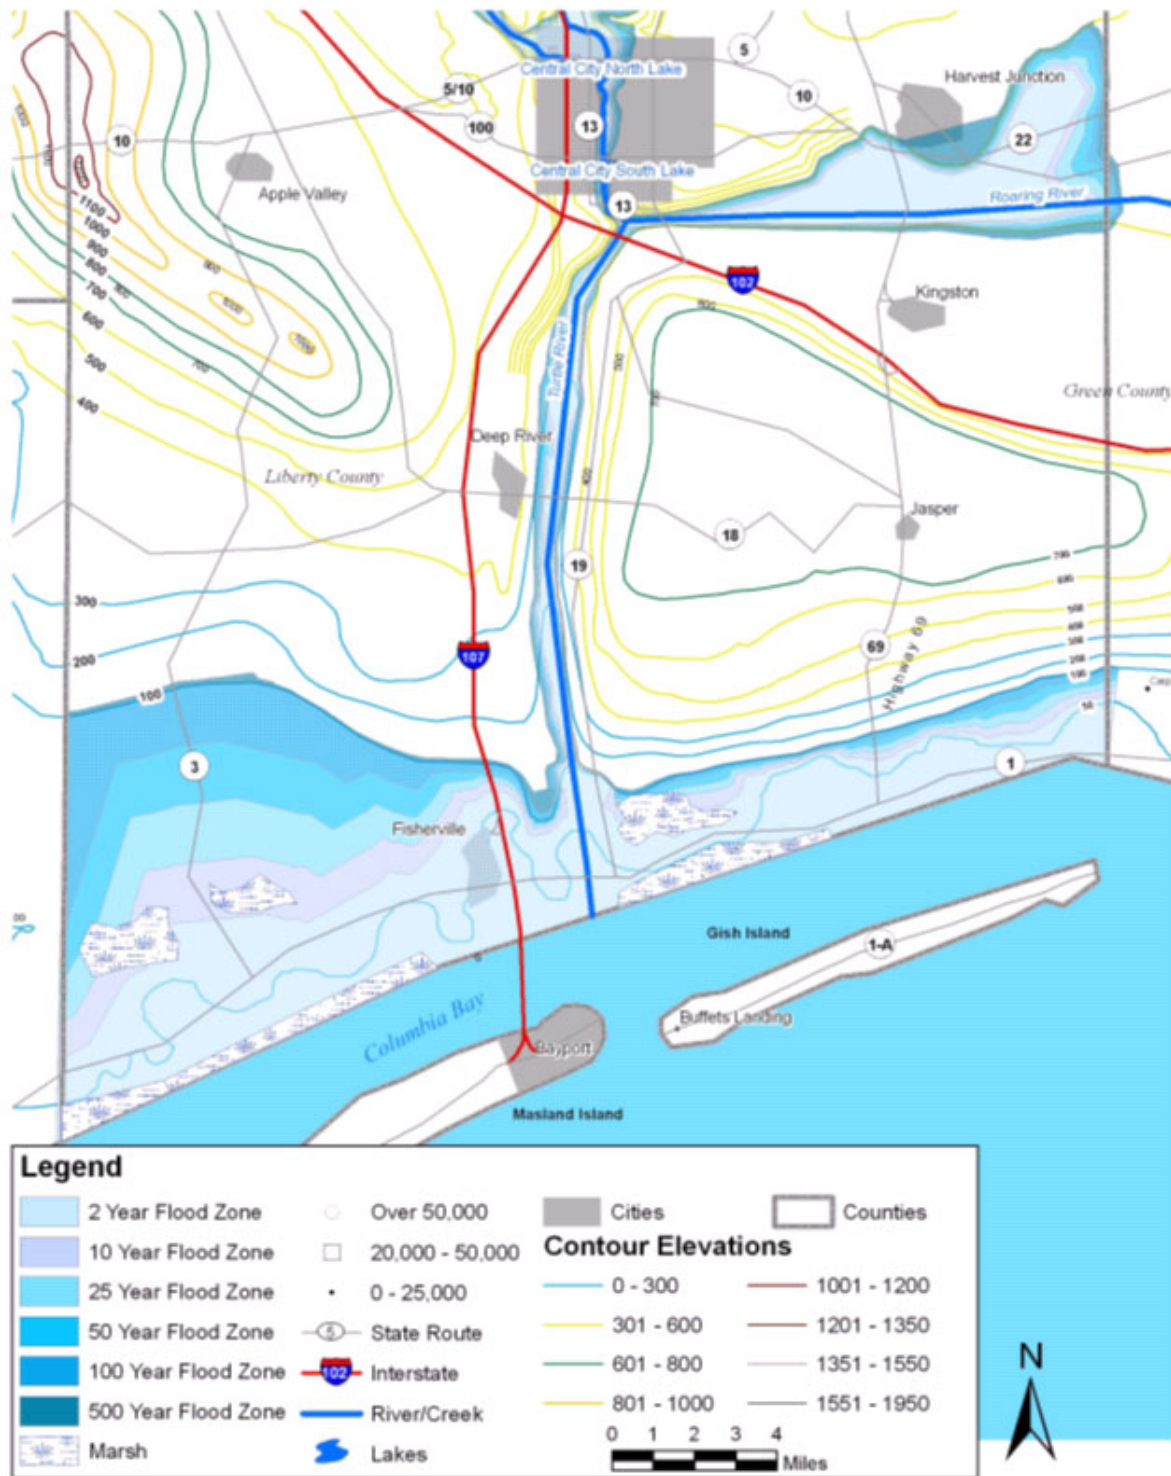 Central City North Lake
5
Harvest Junction
5/10
10
100
13
22
10
Central City South Lake
Apple Valley
1100
13
Roaring River
1000
900
800
700
600
500
400
102
Kingston
Turtle River
Green County
Deep River
Liberty County
Jasper
18
19
700
300
200
107
69
Highway 69
100
50
3
1
Fisherville
Gish Island
1-A
Columbia Bay
Buffets Landing
Bayport
Masland Island
Legend
2 Year Flood Zone
10 Year Flood Zone
25 Year Flood Zone
50 Year Flood Zone
100 Year Flood Zone
500 Year Flood Zone
Marsh
Over 50,000
20,000 - 50,000
0 - 25,000
5 State Route
102 Interstate
River/Creek
Lakes
Cities
Counties
Contour Elevations
0 - 300
301 - 600
601 - 800
801 - 1000
1001 - 1200
1201 - 1350
1351 - 1550
1551 - 1950
0 1 2 3 4
Miles
N